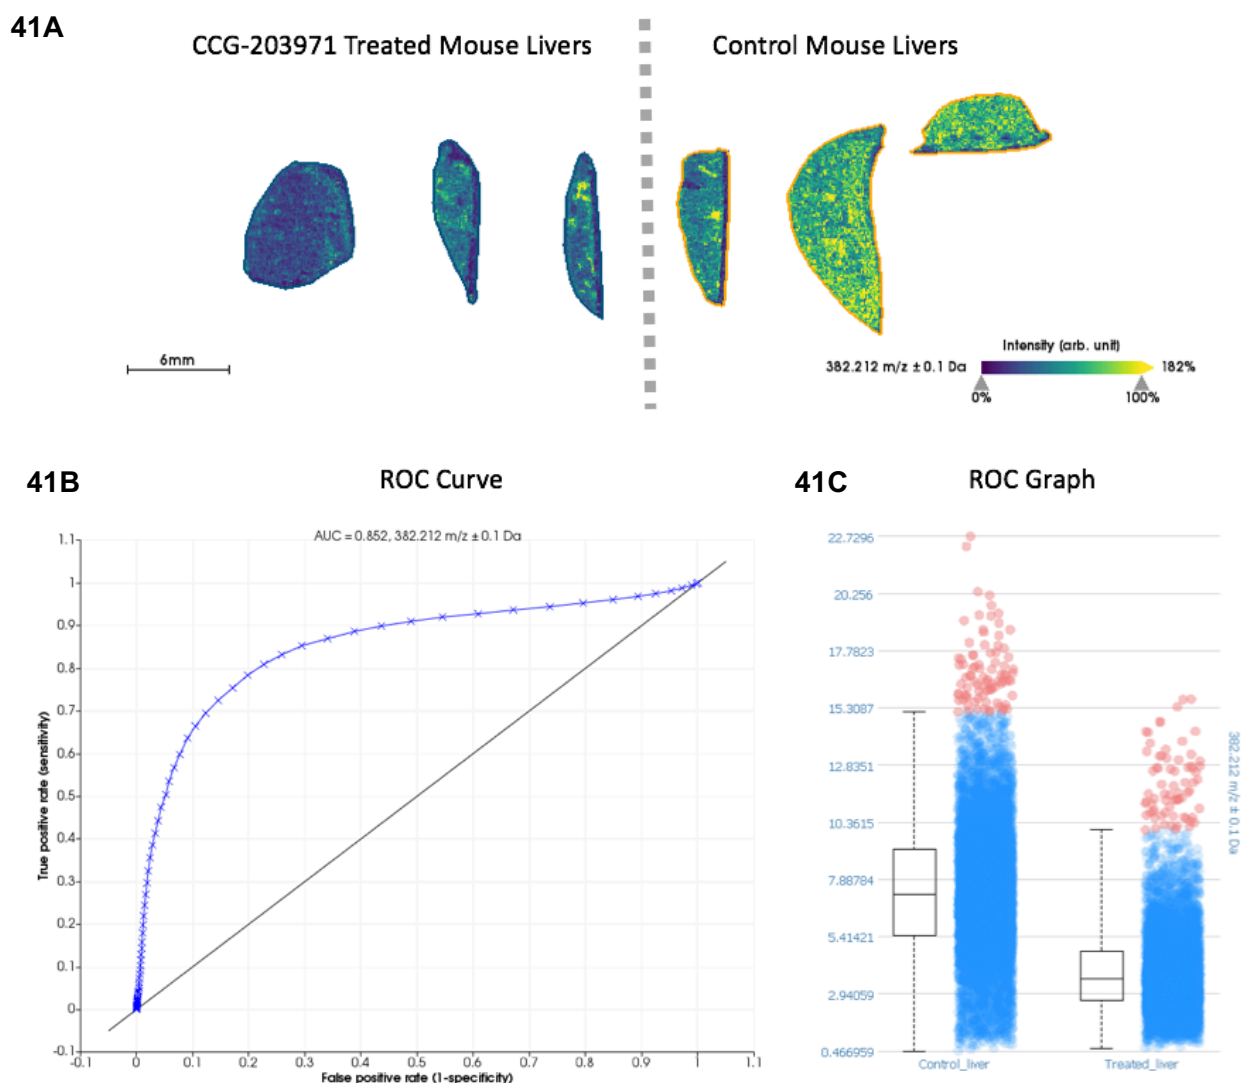 41A
CCG-203971 Treated Mouse Livers
Control Mouse Livers
6mm
Intensity (arb. unit)
382.212 m/z ± 0.1 Da
182%
0%
100%
41B
ROC Curve
AUC = 0.852, 382.212 m/z ± 0.1 Da
True positive rate (sensitivity)
1.1
1
0.9
0.8
0.7
0.6
0.5
0.4
0.3
0.2
0.1
0
-0.1
-0.1
0
0.1
0.2
0.3
0.4
0.5
0.6
0.7
0.8
0.9
1
1.1
False positive rate (1-specificity)
41C
ROC Graph
22.7296
20.256
17.7823
15.3087
12.8351
10.3615
7.88784
5.41421
2.94059
0.466959
Control_liver
Treated_liver
382.212 m/z ± 0.1 Da